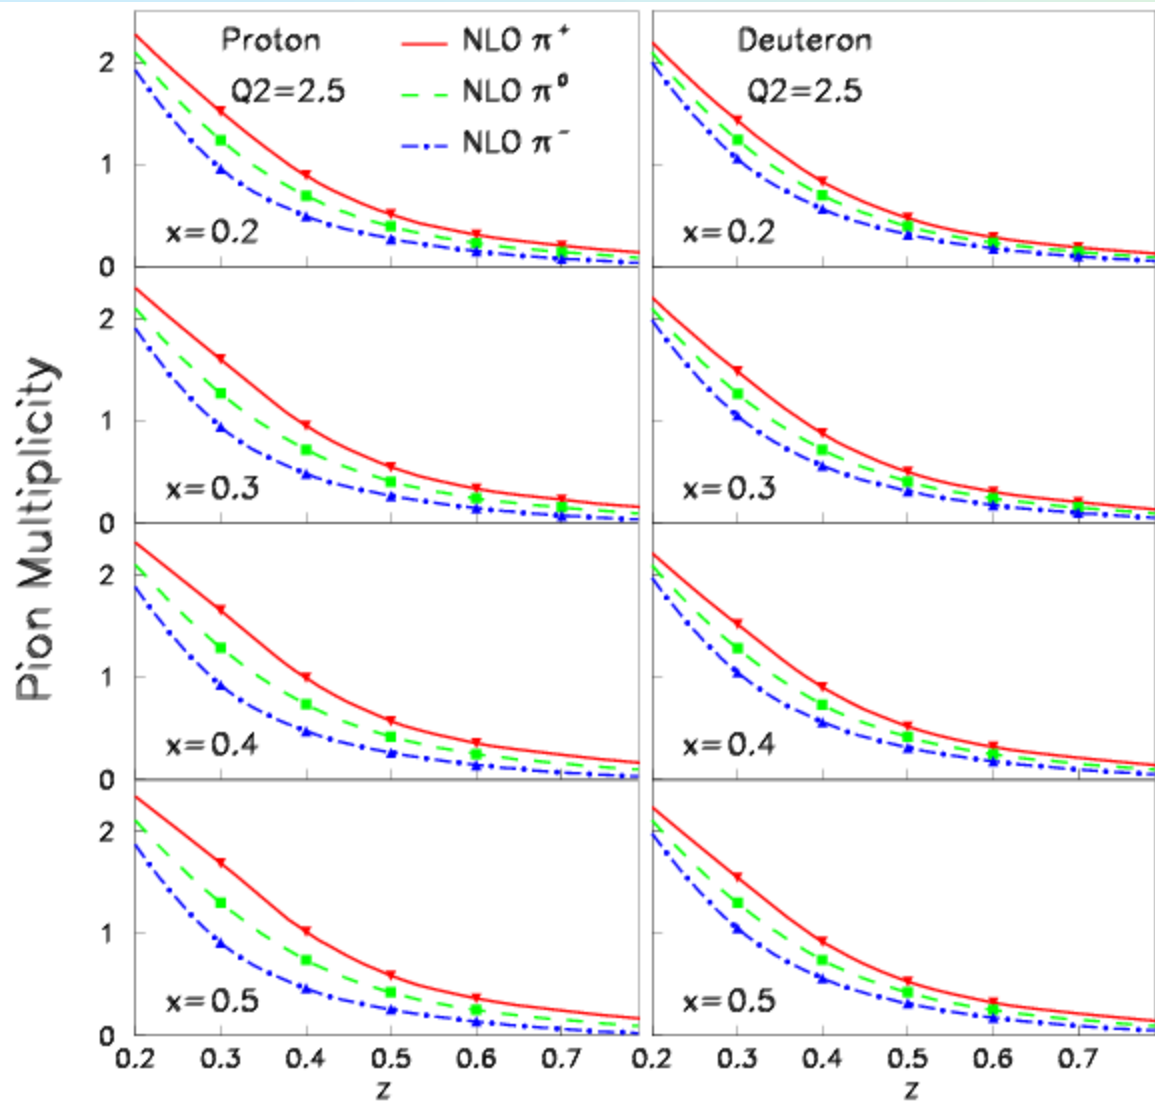 Pion Multiplicity
Proton
Q2=2.5
NLO π⁺
NLO π⁰
NLO π⁻
2
1
0
x=0.2
Deuteron
Q2=2.5
x=0.2
2
1
0
x=0.3
x=0.3
2
1
0
x=0.4
x=0.4
2
1
0
x=0.5
x=0.5
0.2 0.3 0.4 0.5 0.6 0.7 0.2 0.3 0.4 0.5 0.6 0.7
z z